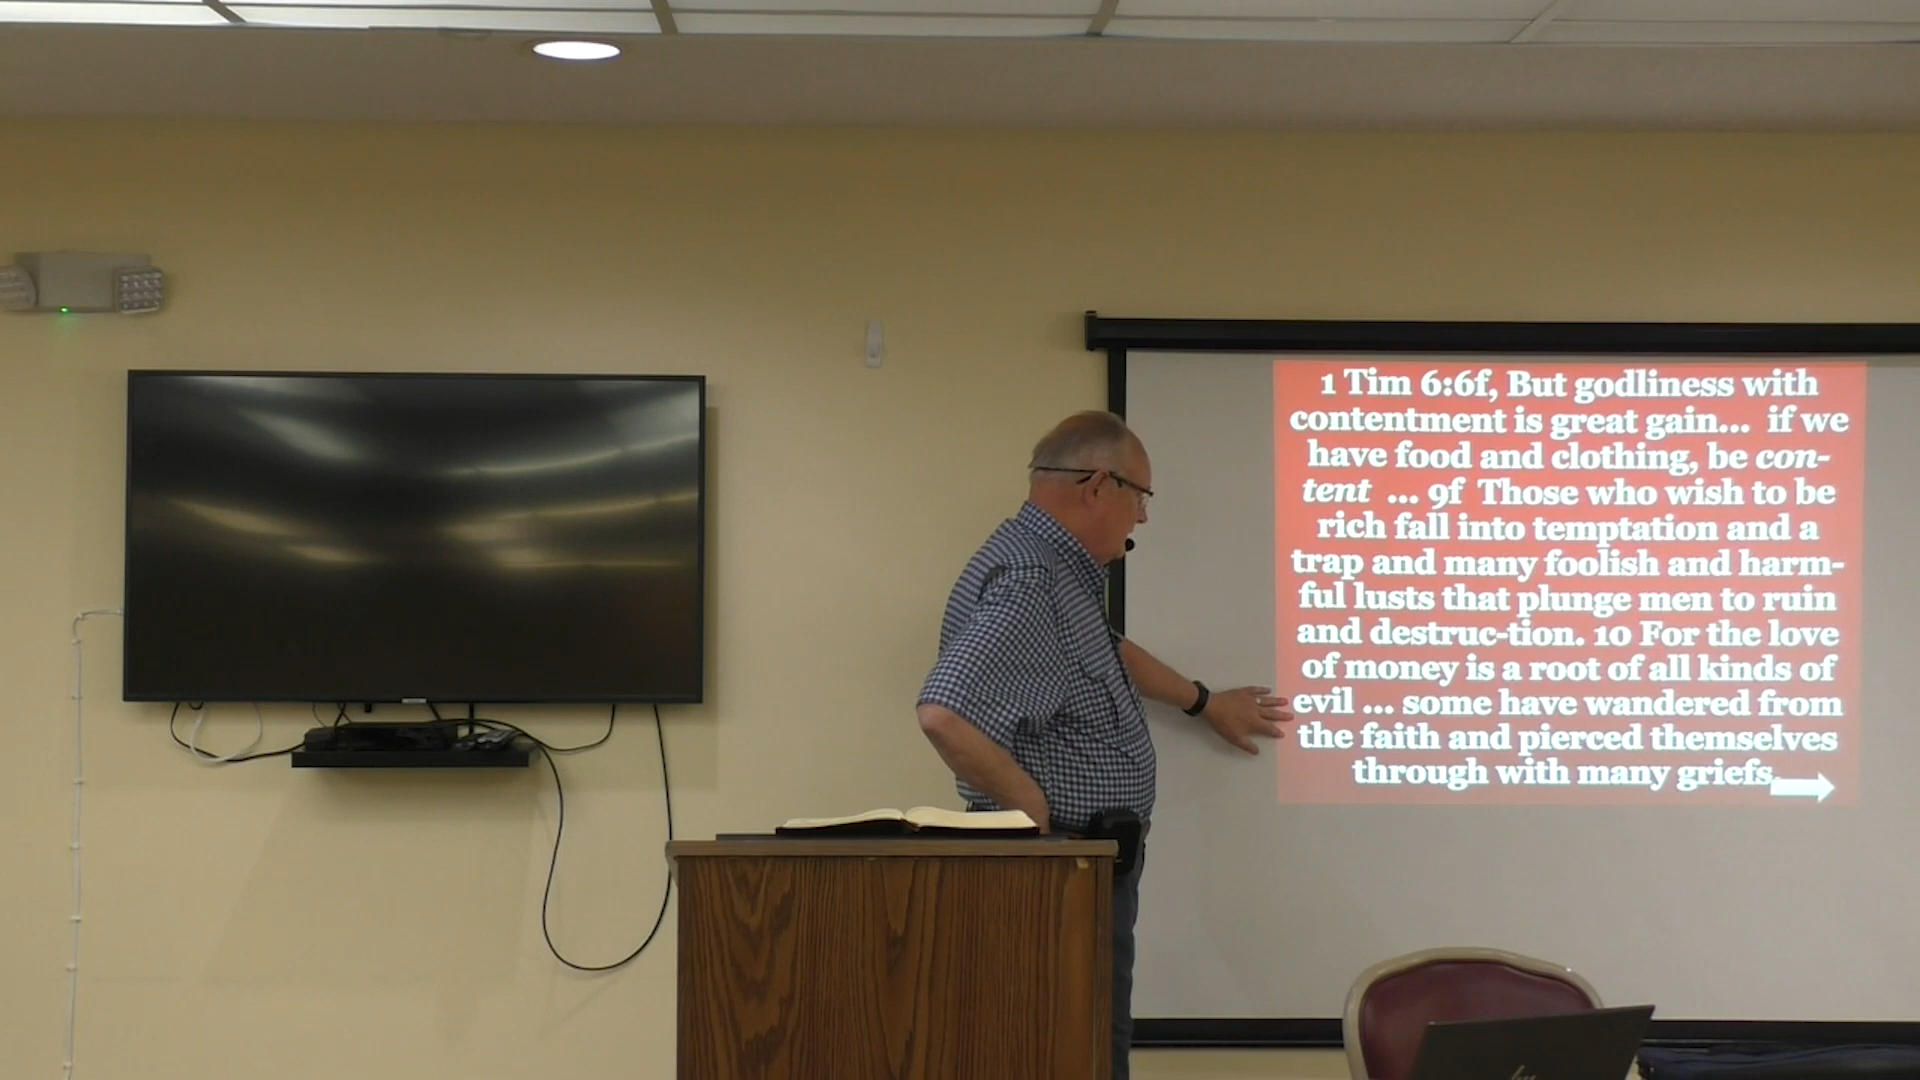 1 Tim 6:6f, But godliness with
contentment is great gain... if we
have food and clothing, be con-
tent ... 9f Those who wish to be
rich fall into temptation and a
trap and many foolish and harm-
ful lusts that plunge men to ruin
and destruc-tion. 10 For the love
of money is a root of all kinds of
evil ... some have wandered from
the faith and pierced themselves
through with many griefs.